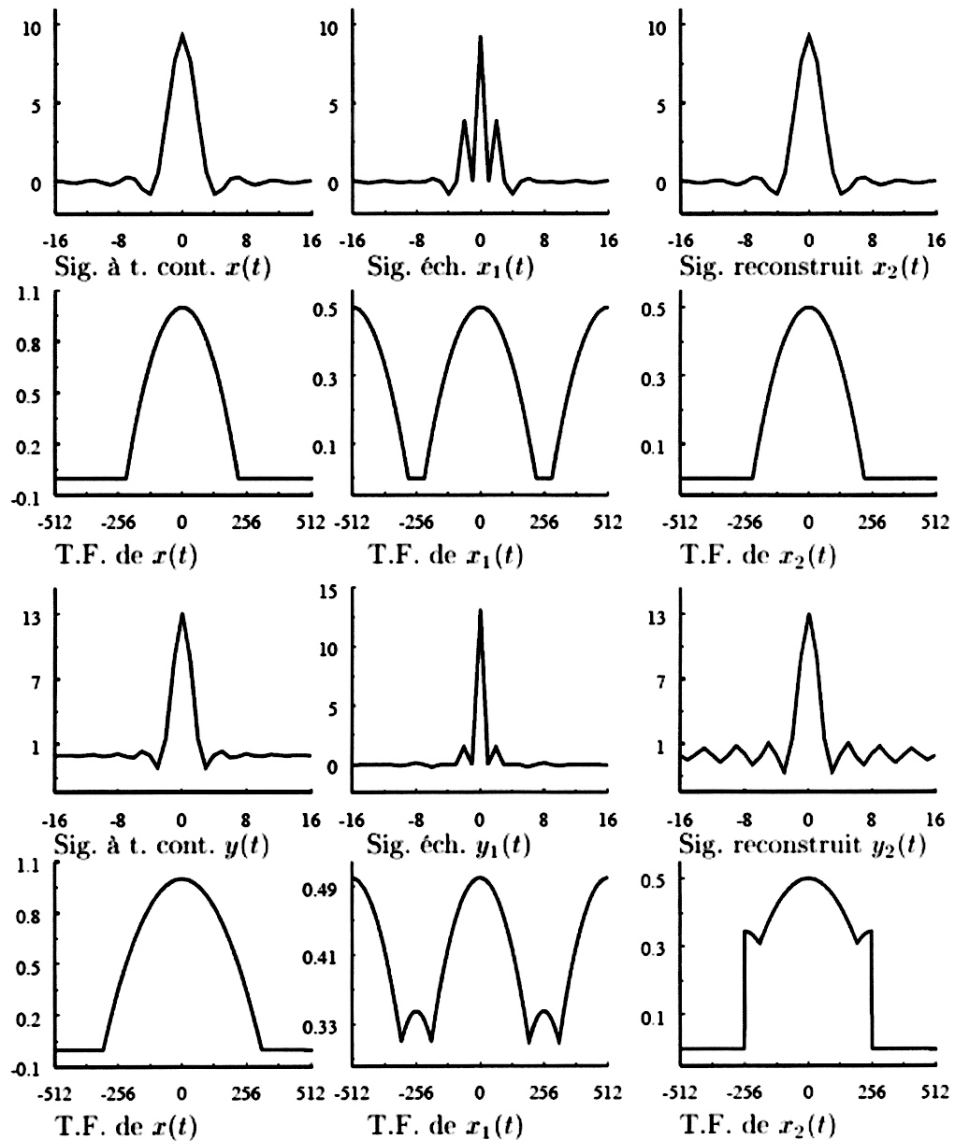 10
5
0
-16 -8 0 8 16
Sig. à t. cont. x(t)
10
5
0
-16 -8 0 8 16
Sig. éch. x₁(t)
10
5
0
-16 -8 0 8 16
Sig. reconstruit x₂(t)
1.1
0.8
0.5
0.2
-0.1
-512 -256 0 256 512
T.F. de x(t)
0.5
0.3
0.1
-512 -256 0 256 512
T.F. de x₁(t)
0.5
0.3
0.1
-512 -256 0 256 512
T.F. de x₂(t)
13
7
1
-16 -8 0 8 16
Sig. à t. cont. y(t)
15
10
5
0
-16 -8 0 8 16
Sig. éch. y₁(t)
13
7
1
-16 -8 0 8 16
Sig. reconstruit y₂(t)
1.1
0.8
0.5
0.2
-0.1
-512 -256 0 256 512
T.F. de x(t)
0.49
0.41
0.33
-512 -256 0 256 512
T.F. de x₁(t)
0.5
0.3
0.1
-512 -256 0 256 512
T.F. de x₂(t)